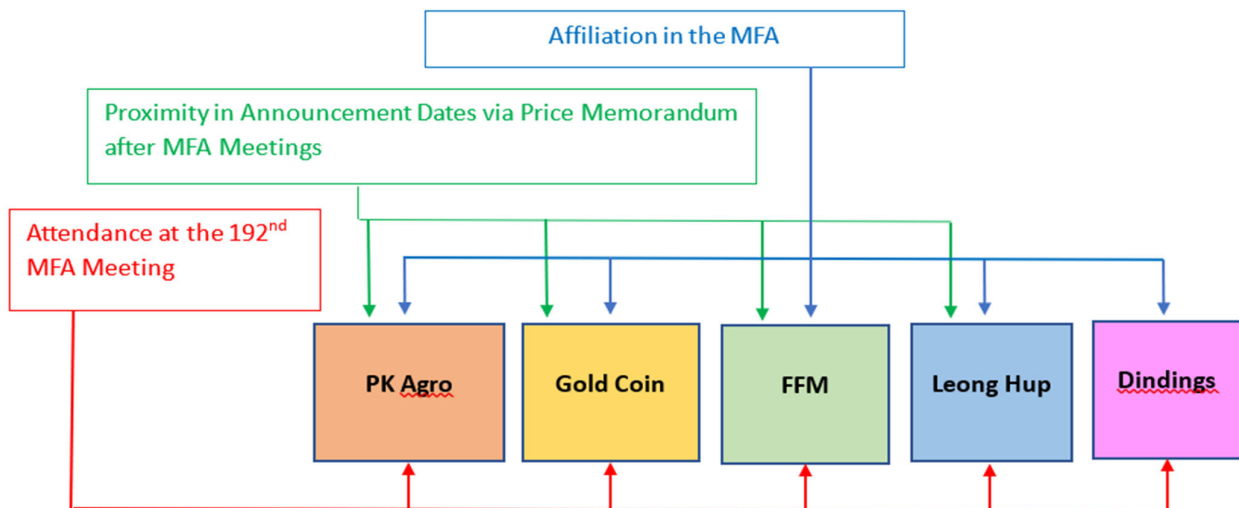 Affiliation in the MFA
Proximity in Announcement Dates via Price Memorandum
after MFA Meetings
Attendance at the 192nd
MFA Meeting
PK Agro
Gold Coin
FFM
Leong Hup
Dindings